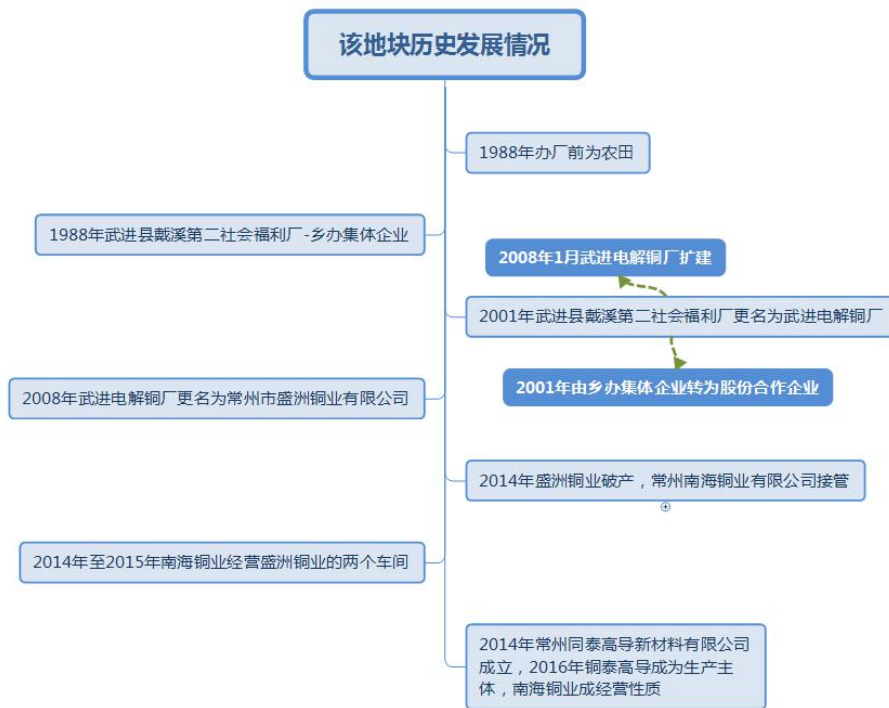 该地块历史发展情况
1988年办厂前为农田
1988年武进县戴溪第二社会福利厂-乡办集体企业
2008年1月武进电解铜厂扩建
2001年武进县戴溪第二社会福利厂更名为武进电解铜厂
2001年由乡办集体企业转为股份合作企业
2008年武进电解铜厂更名为常州市盛洲铜业有限公司
2014年盛洲铜业破产，常州南海铜业有限公司接管
2014年至2015年南海铜业经营盛洲铜业的两个车间
2014年常州同泰高导新材料有限公司
成立，2016年铜泰高导成为生产主
体，南海铜业成经营性质